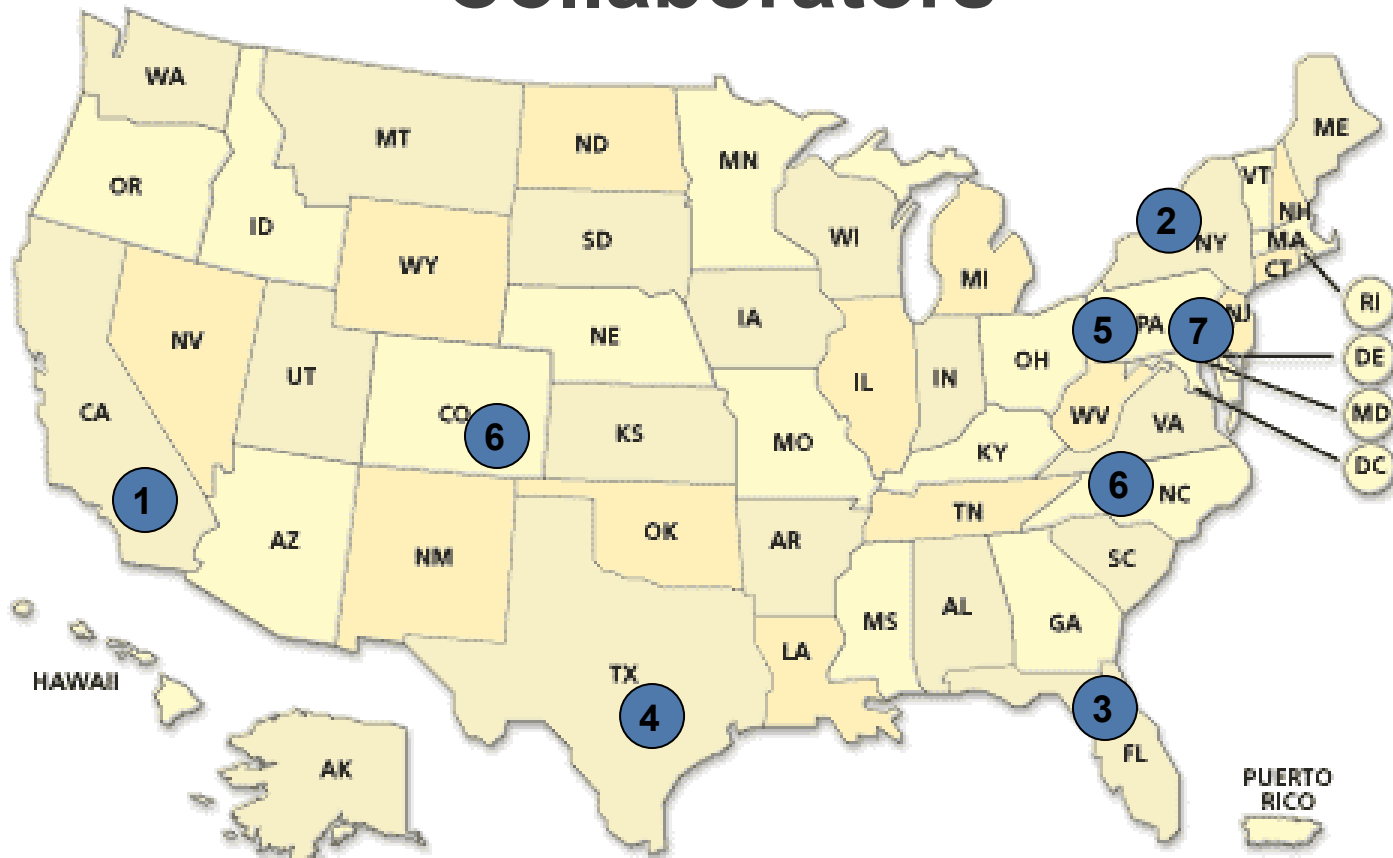 Collaborators
WA
MT
ND
MN
ME
OR
ID
SD
WI
VT
NH
2
NY
MA
CT
WY
MI
RI
IA
5
PA
7
NJ
NV
NE
DE
UT
OH
IL
IN
CA
CO
6
MD
WV
VA
KS
MO
KY
DC
1
6
NC
TN
AZ
OK
AR
NM
SC
AL
MS
GA
LA
TX
HAWAII
4
3
FL
AK
PUERTO
RICO